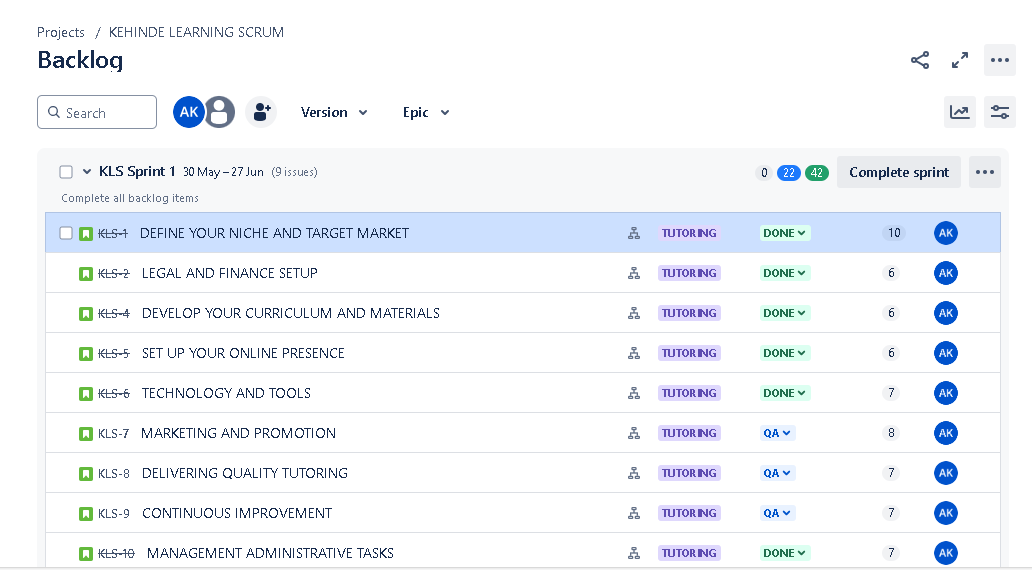 Projects / KEHINDE LEARNING SCRUM
Backlog
Search AK Version Epic
KLS Sprint 1 30 May – 27 Jun (9 issues) 0 22 42 Complete sprint
Complete all backlog items
KLS-1 DEFINE YOUR NICHE AND TARGET MARKET TUTORING DONE 10 AK
KLS-2 LEGAL AND FINANCE SETUP TUTORING DONE 6 AK
KLS-4 DEVELOP YOUR CURRICULUM AND MATERIALS TUTORING DONE 6 AK
KLS-5 SET UP YOUR ONLINE PRESENCE TUTORING DONE 6 AK
KLS-6 TECHNOLOGY AND TOOLS TUTORING DONE 7 AK
KLS-7 MARKETING AND PROMOTION TUTORING QA 8 AK
KLS-8 DELIVERING QUALITY TUTORING TUTORING QA 7 AK
KLS-9 CONTINUOUS IMPROVEMENT TUTORING QA 7 AK
KLS-10 MANAGEMENT ADMINISTRATIVE TASKS TUTORING DONE 7 AK